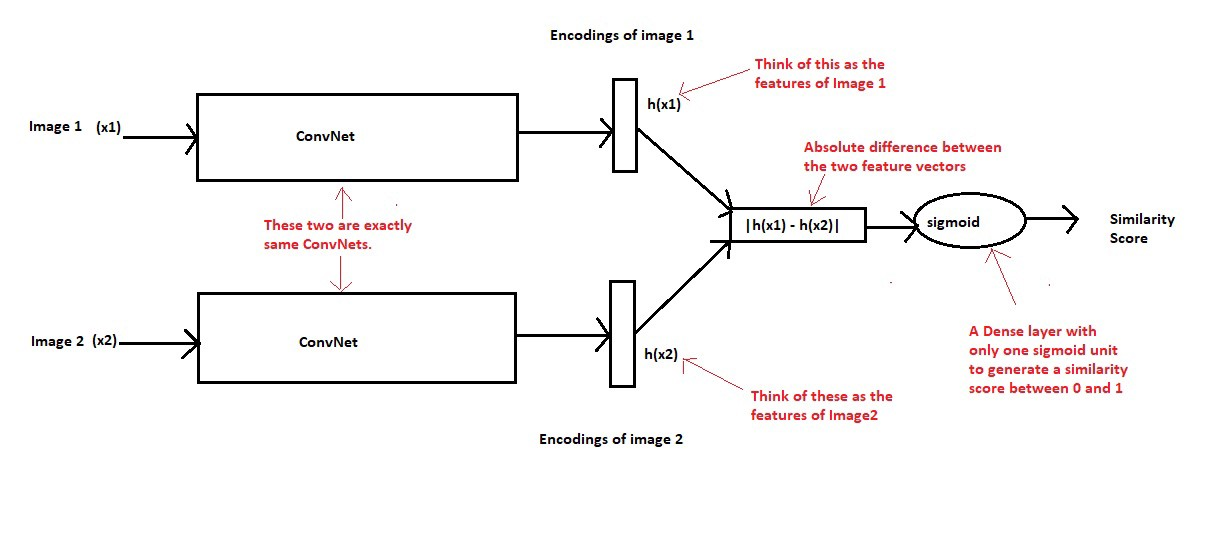 Encodings of image 1
Think of this as the
features of Image 1
h(x1)
Image 1 (x1)
ConvNet
Absolute difference between
the two feature vectors
These two are exactly
same ConvNets.
|h(x1) - h(x2)|
sigmoid
Similarity
Score
Image 2 (x2)
ConvNet
h(x2)
A Dense layer with
only one sigmoid unit
to generate a similarity
score between 0 and 1
Think of these as the
features of Image2
Encodings of image 2